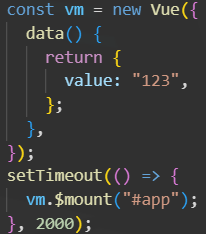 const vm = new Vue({
  data() {
    return {
      value: "123",
    };
  },
});
setTimeout(() => {
  vm.$mount("#app");
}, 2000);